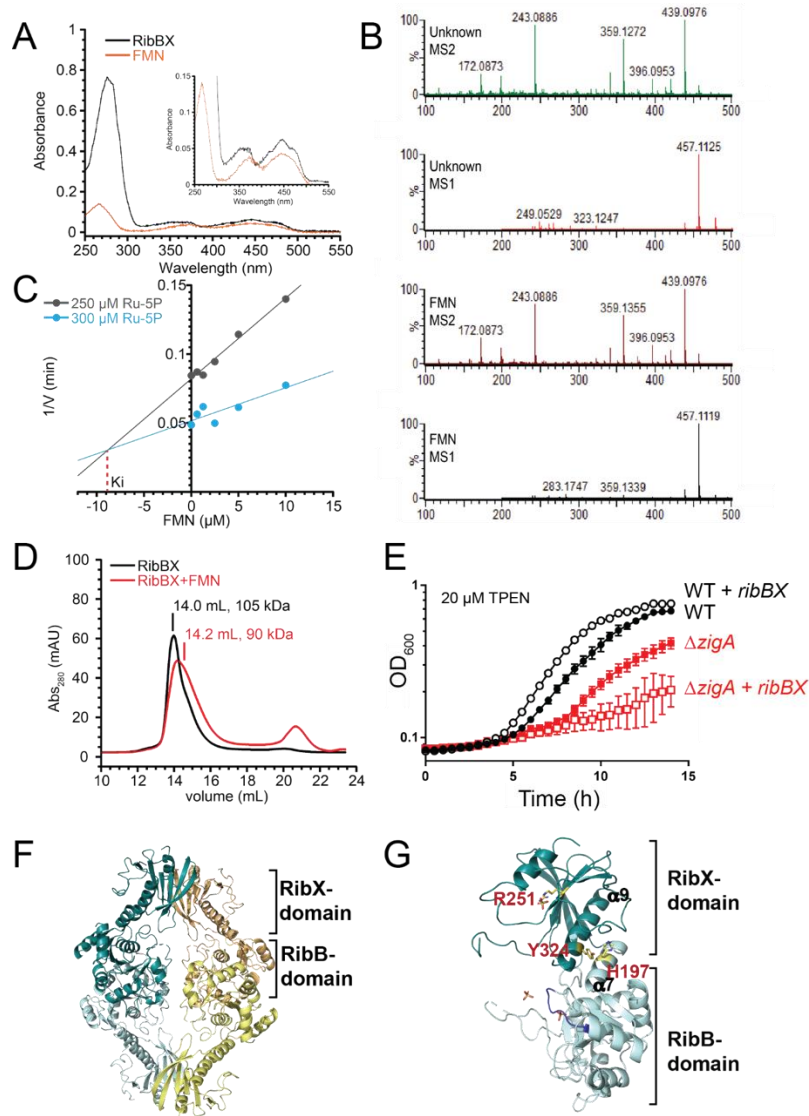 A
RibBX
FMN
Absorbance
1
0.8
0.6
0.4
0.2
0
250 300 350 400 450 500 550
Wavelength (nm)
Absorbance
0.15
0.1
0.05
0
250 350 450 550
Wavelength (nm)
B
Unknown
MS2
100
%
0
172.0873
243.0886
359.1272
396.0953
439.0976
100 200 300 400 500
Unknown
MS1
100
%
0
249.0529
323.1247
457.1125
100 200 300 400 500
FMN
MS2
100
%
0
172.0873
243.0886
359.1355
396.0953
439.0976
100 200 300 400 500
FMN
MS1
100
%
0
283.1747
359.1339
457.1119
100 200 300 400 500
C
250 µM Ru-5P
300 µM Ru-5P
1/V (min)
0.15
0.10
0.05
Ki
-10 -5 0 5 10 15
FMN (µM)
D
RibBX
RibBX+FMN
14.0 mL, 105 kDa
14.2 mL, 90 kDa
Abs280 (mAU)
100
80
60
40
20
0
10 12 14 16 18 20 22 24
volume (mL)
E
20 µM TPEN
WT + ribBX
WT
ΔzigA
ΔzigA + ribBX
OD600
1
0.1
0 5 10 15
Time (h)
F
RibX-
domain
RibB-
domain
G
R251
α9
Y324
H197
α7
RibX-
domain
RibB-
domain